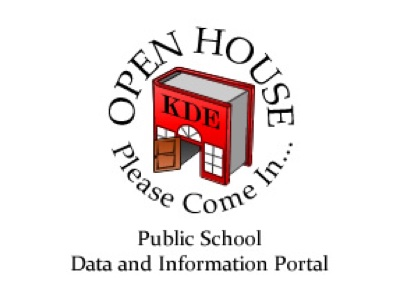 OPEN HOUSE
KDE
Please Come In...
Public School
Data and Information Portal